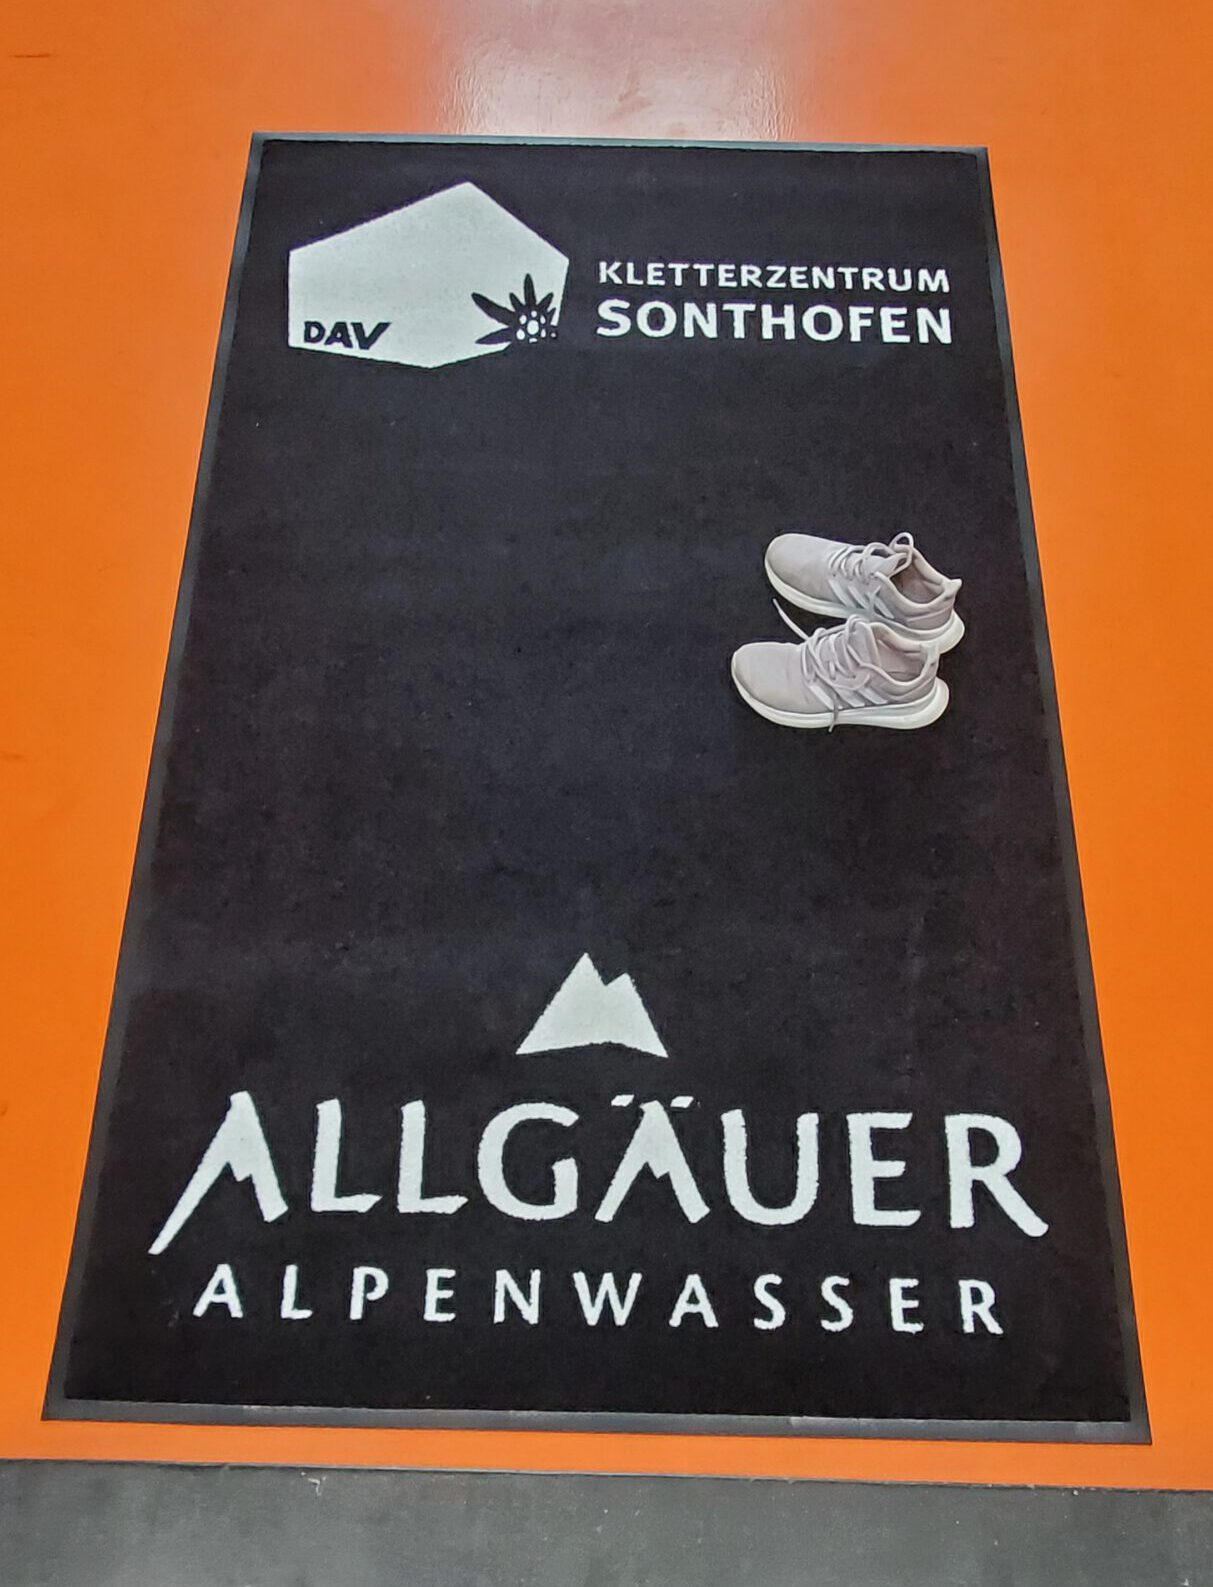 DAV
KLETTERZENTRUM
SONTHOFEN
ALLGÄUER
ALPENWASSER